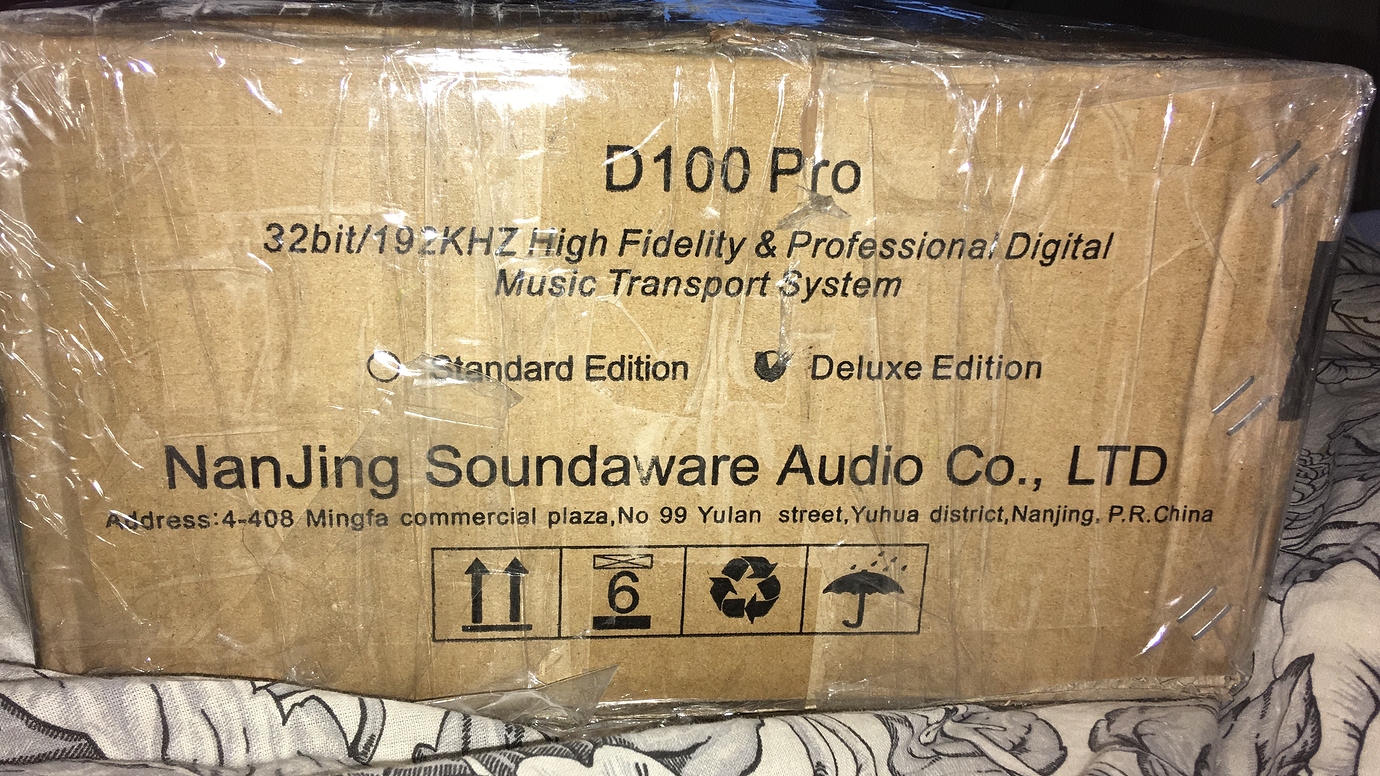 D100 Pro
32bit/192KHZ High Fidelity & Professional Digital
Music Transport System
Standard Edition Deluxe Edition
NanJing Soundaware Audio Co., LTD
Address:4-408 Mingfa commercial plaza,No 99 Yulan street,Yuhua district,Nanjing, P.R.China
6